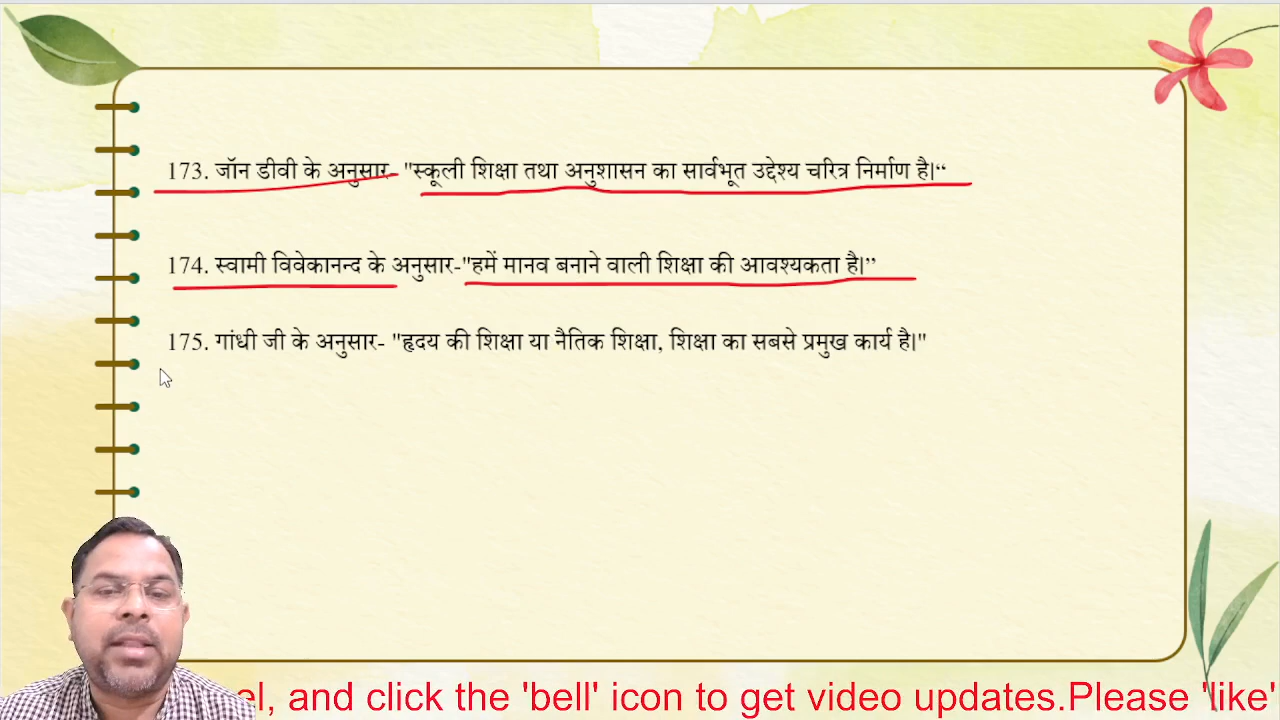 173. जॉन डीवी के अनुसार- "स्कूली शिक्षा तथा अनुशासन का सार्वभूत उद्देश्य चरित्र निर्माण है।“
174. स्वामी विवेकानन्द के अनुसार-"हमें मानव बनाने वाली शिक्षा की आवश्यकता है।”
175. गांधी जी के अनुसार- "हृदय की शिक्षा या नैतिक शिक्षा, शिक्षा का सबसे प्रमुख कार्य है।"
el, and click the 'bell' icon to get video updates.Please 'like'